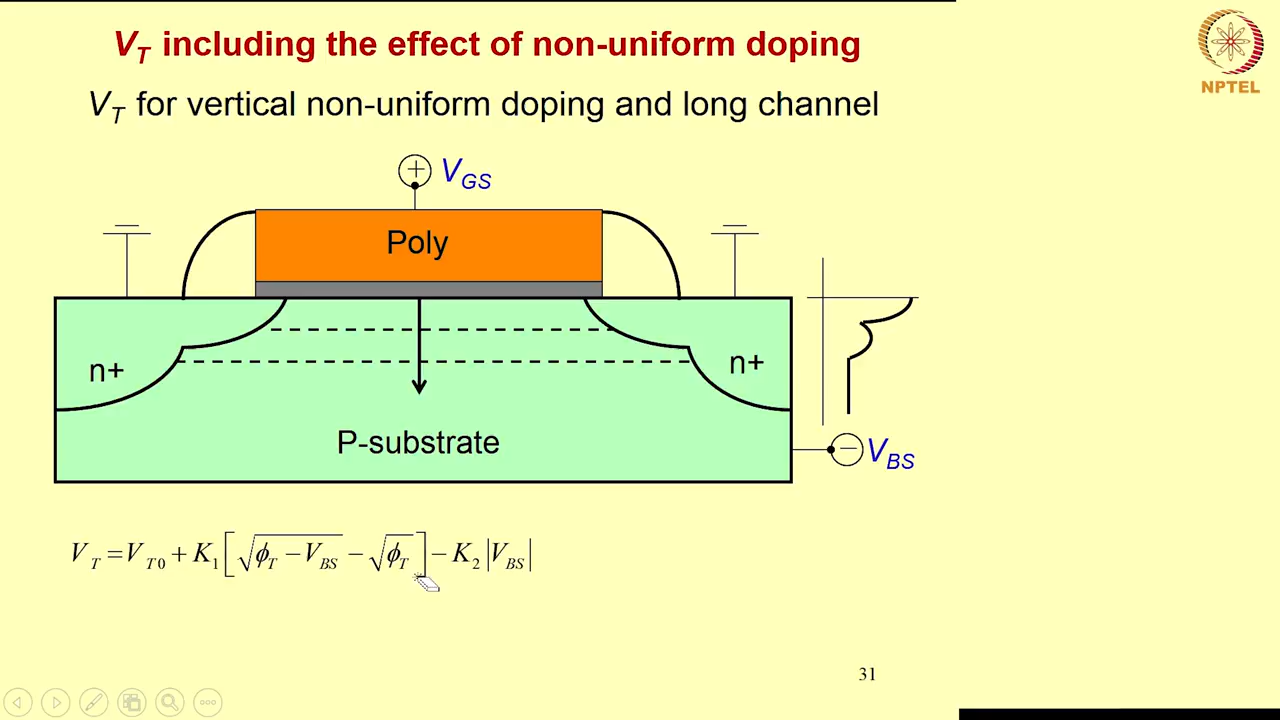 V_T including the effect of non-uniform doping
V_T for vertical non-uniform doping and long channel
NPTEL
+ V_GS
Poly
n+
n+
P-substrate
− V_BS
V_T = V_T0 + K_1 [ √(ϕ_T − V_BS) − √ϕ_T ] − K_2 |V_BS|
31